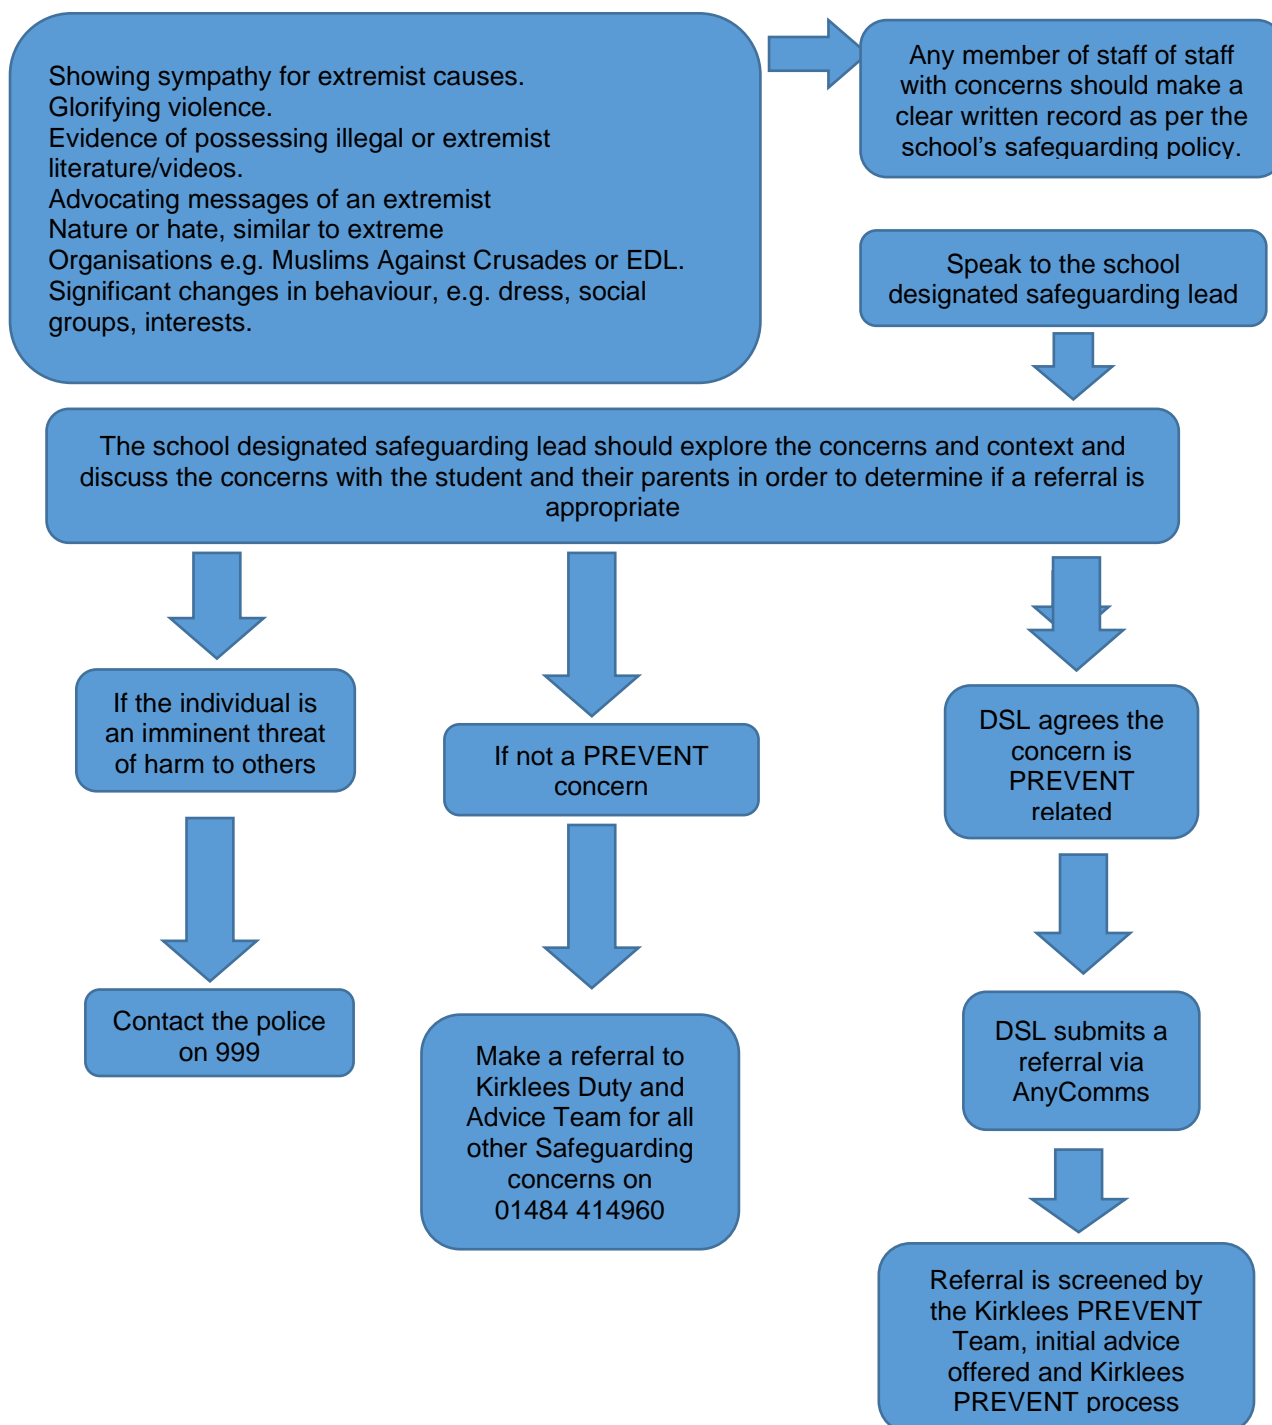 Showing sympathy for extremist causes.
Glorifying violence.
Evidence of possessing illegal or extremist
literature/videos.
Advocating messages of an extremist
Nature or hate, similar to extreme
Organisations e.g. Muslims Against Crusades or EDL.
Significant changes in behaviour, e.g. dress, social
groups, interests.
Any member of staff of staff
with concerns should make a
clear written record as per the
school’s safeguarding policy.
Speak to the school
designated safeguarding lead
The school designated safeguarding lead should explore the concerns and context and
discuss the concerns with the student and their parents in order to determine if a referral is
appropriate
If the individual is
an imminent threat
of harm to others
If not a PREVENT
concern
DSL agrees the
concern is
PREVENT
related
Contact the police
on 999
Make a referral to
Kirklees Duty and
Advice Team for all
other Safeguarding
concerns on
01484 414960
DSL submits a
referral via
AnyComms
Referral is screened by
the Kirklees PREVENT
Team, initial advice
offered and Kirklees
PREVENT process